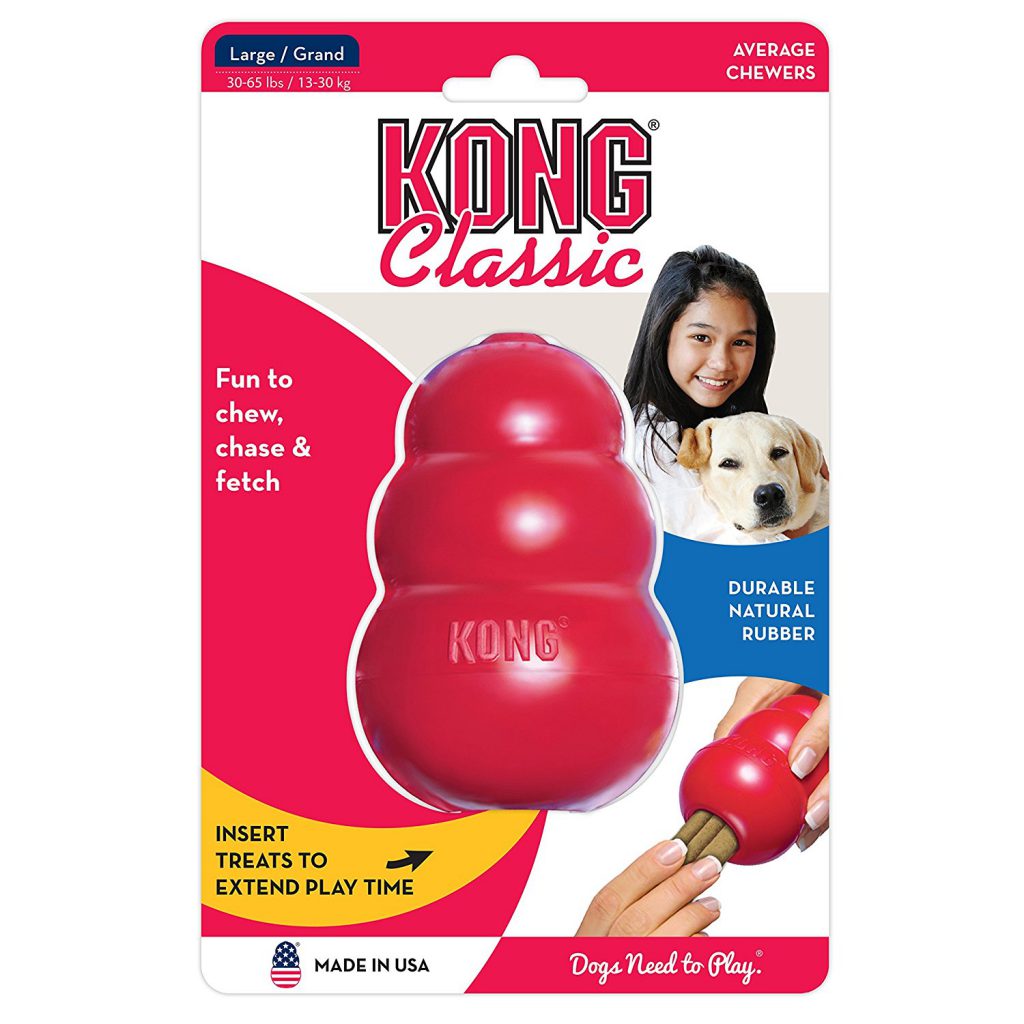 Large / Grand
30-65 lbs / 13-30 kg
AVERAGE
CHEWERS
KONG®
Classic
Fun to
chew,
chase &
fetch
KONG®
DURABLE
NATURAL
RUBBER
KONG
INSERT
TREATS TO
EXTEND PLAY TIME
MADE IN USA
Dogs Need to Play.®